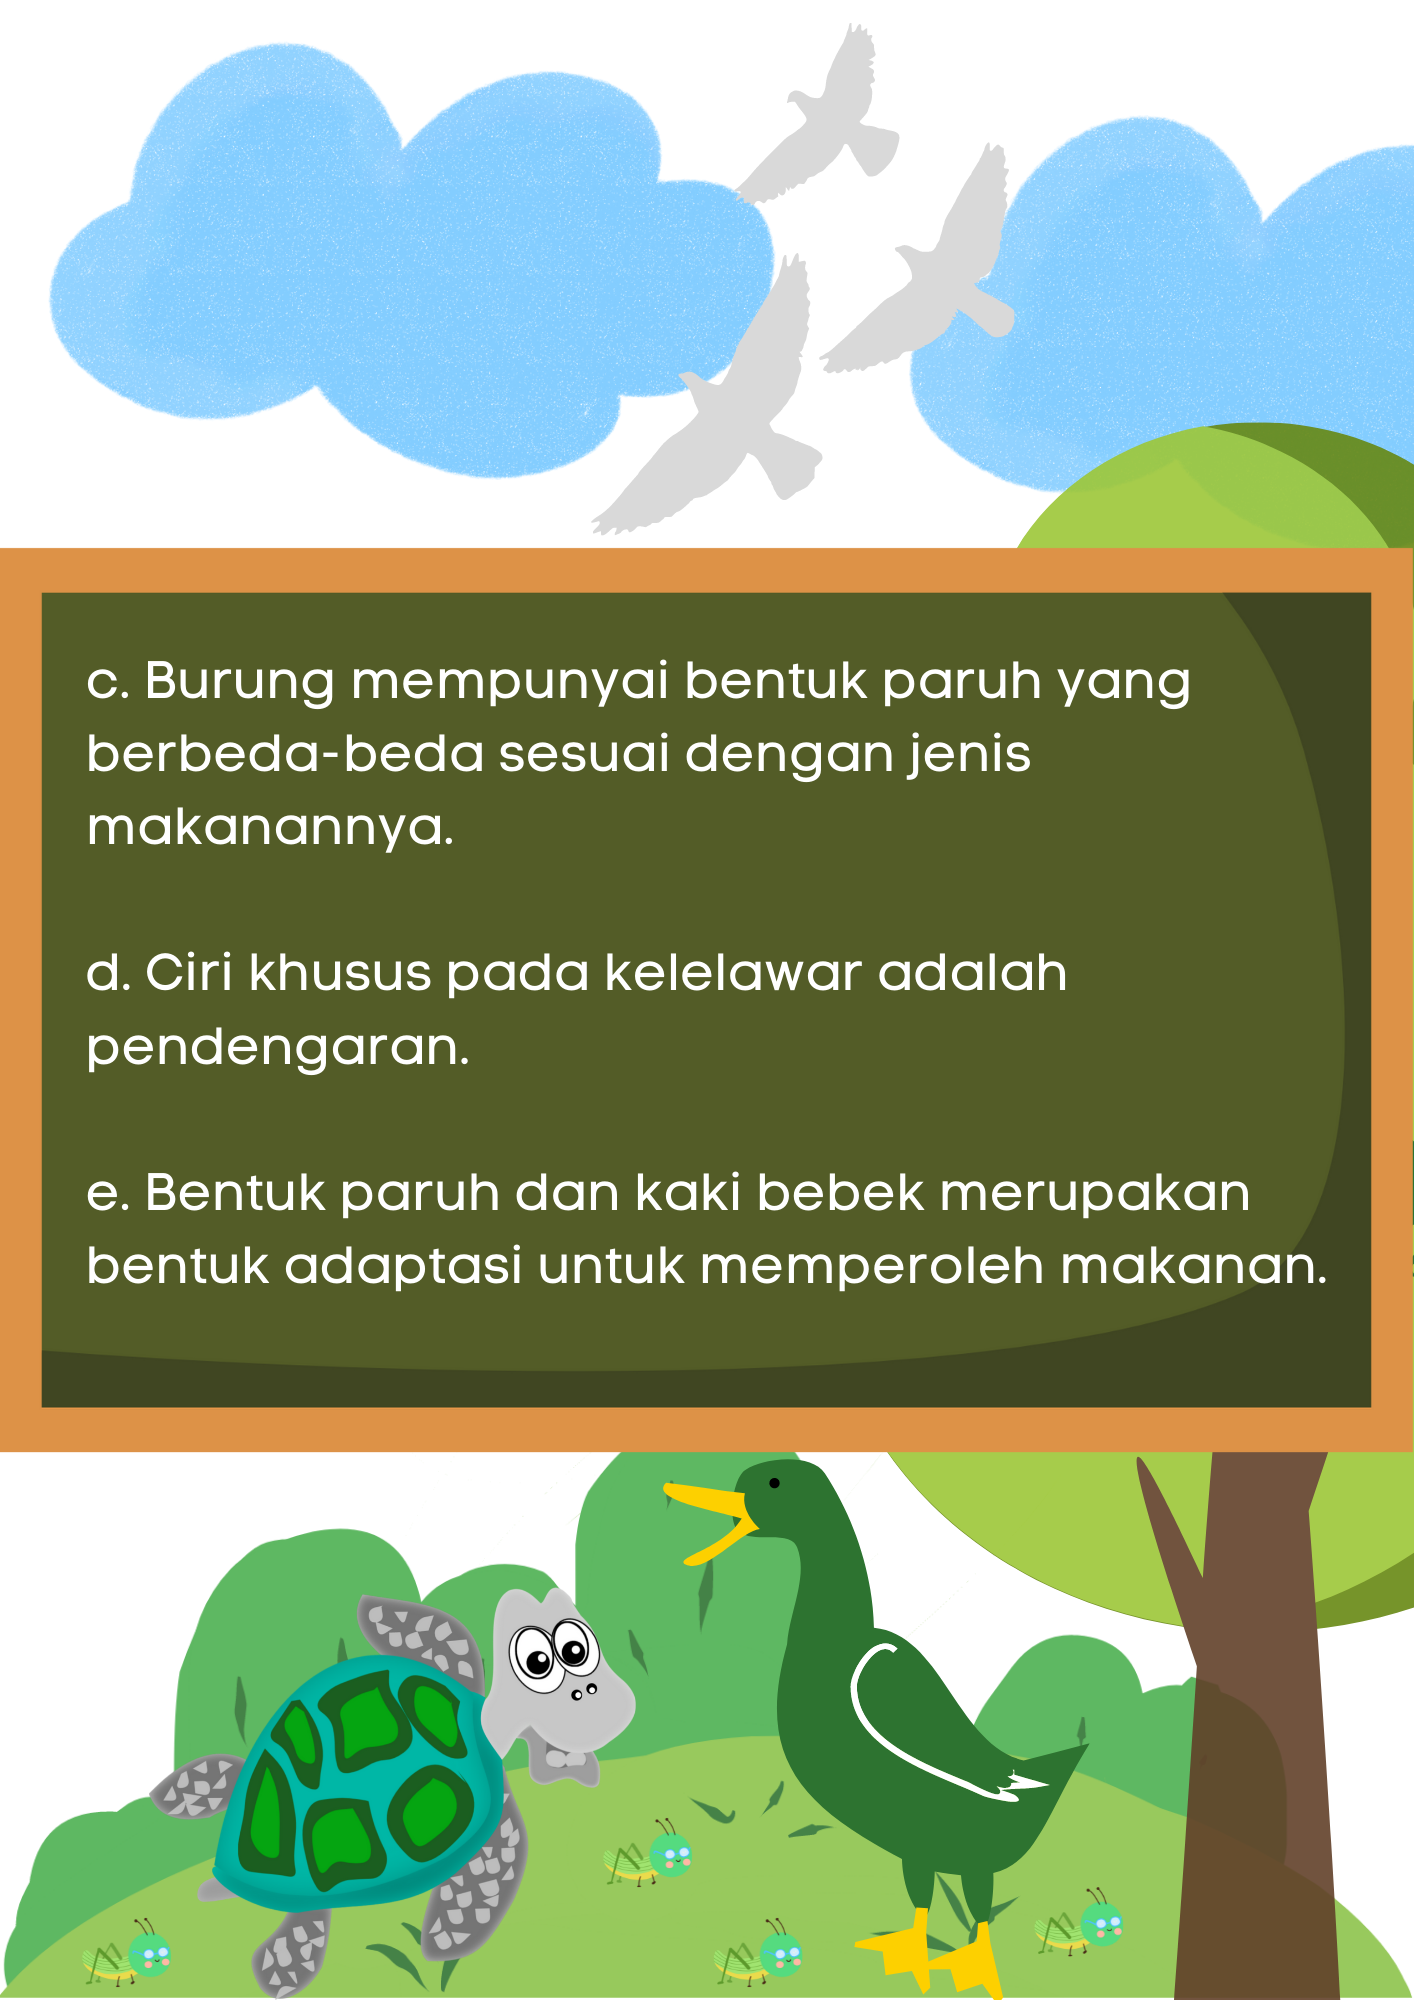 c. Burung mempunyai bentuk paruh yang
berbeda-beda sesuai dengan jenis
makanannya.
d. Ciri khusus pada kelelawar adalah
pendengaran.
e. Bentuk paruh dan kaki bebek merupakan
bentuk adaptasi untuk memperoleh makanan.